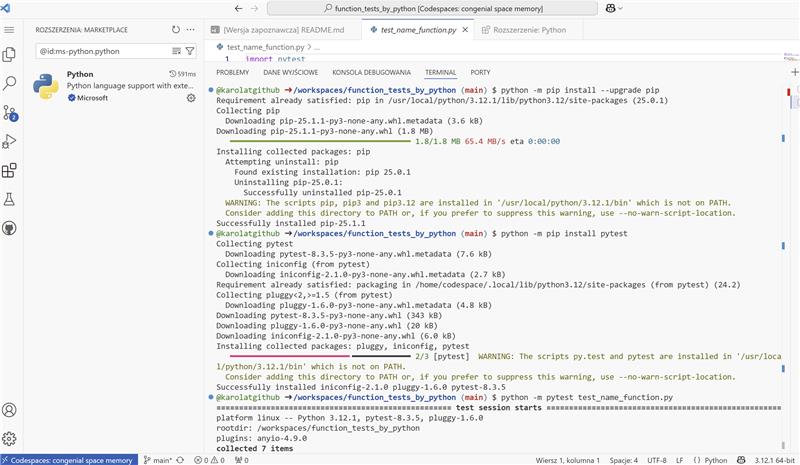 function_tests_by_python [Codespaces: congenial space memory]
ROZSZERZENIA: MARKETPLACE
@id:ms-python.python
Python
591ms
Python language support with exte...
Microsoft
2
[Wersja zapoznawcza] README.md
test_name_function.py
Rozszerzenie: Python
test_name_function.py > ...
1 import pytest
PROBLEMY
DANE WYJŚCIOWE
KONSOLA DEBUGOWANIA
TERMINAL
PORTY
@karolatgithub ➜/workspaces/function_tests_by_python (main) $ python -m pip install --upgrade pip
Requirement already satisfied: pip in /usr/local/python/3.12.1/lib/python3.12/site-packages (25.0.1)
Collecting pip
Downloading pip-25.1.1-py3-none-any.whl.metadata (3.6 kB)
Downloading pip-25.1.1-py3-none-any.whl (1.8 MB)
1.8/1.8 MB 65.4 MB/s eta 0:00:00
Installing collected packages: pip
Attempting uninstall: pip
Found existing installation: pip 25.0.1
Uninstalling pip-25.0.1:
Successfully uninstalled pip-25.0.1
WARNING: The scripts pip, pip3 and pip3.12 are installed in '/usr/local/python/3.12.1/bin' which is not on PATH.
Consider adding this directory to PATH or, if you prefer to suppress this warning, use --no-warn-script-location.
Successfully installed pip-25.1.1
@karolatgithub ➜/workspaces/function_tests_by_python (main) $ python -m pip install pytest
Collecting pytest
Downloading pytest-8.3.5-py3-none-any.whl.metadata (7.6 kB)
Collecting iniconfig (from pytest)
Downloading iniconfig-2.1.0-py3-none-any.whl.metadata (2.7 kB)
Requirement already satisfied: packaging in /home/codespace/.local/lib/python3.12/site-packages (from pytest) (24.2)
Collecting pluggy<2,>=1.5 (from pytest)
Downloading pluggy-1.6.0-py3-none-any.whl.metadata (4.8 kB)
Downloading pytest-8.3.5-py3-none-any.whl (343 kB)
Downloading pluggy-1.6.0-py3-none-any.whl (20 kB)
Downloading iniconfig-2.1.0-py3-none-any.whl (6.0 kB)
Installing collected packages: pluggy, iniconfig, pytest
2/3 [pytest] WARNING: The scripts py.test and pytest are installed in '/usr/loca
l/python/3.12.1/bin' which is not on PATH.
Consider adding this directory to PATH or, if you prefer to suppress this warning, use --no-warn-script-location.
Successfully installed iniconfig-2.1.0 pluggy-1.6.0 pytest-8.3.5
@karolatgithub ➜/workspaces/function_tests_by_python (main) $ python -m pytest test_name_function.py
================ test session starts ================
platform linux -- Python 3.12.1, pytest-8.3.5, pluggy-1.6.0
rootdir: /workspaces/function_tests_by_python
plugins: anyio-4.9.0
collected 7 items
Codespaces: congenial space memory
main*
0
0
0
Wiersz 1, kolumna 1
Spacje: 4
UTF-8
LF
{} Python
3.12.1 64-bit